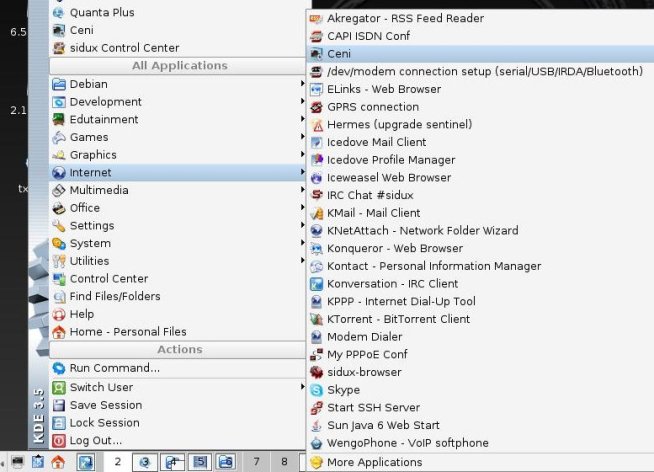 6.5
2.1
tx
Quanta Plus
Ceni
sidux Control Center
All Applications
Debian
Development
Edutainment
Games
Graphics
Internet
Multimedia
Office
Settings
System
Utilities
Control Center
Find Files/Folders
Help
Home - Personal Files
Actions
Run Command...
Switch User
Save Session
Lock Session
Log Out...
KDE 3.5
Akregator - RSS Feed Reader
CAPI ISDN Conf
Ceni
/dev/modem connection setup (serial/USB/IRDA/Bluetooth)
ELinks - Web Browser
GPRS connection
Hermes (upgrade sentinel)
Icedove Mail Client
Icedove Profile Manager
Iceweasel Web Browser
IRC Chat #sidux
KMail - Mail Client
KNetAttach - Network Folder Wizard
Konqueror - Web Browser
Kontact - Personal Information Manager
Konversation - IRC Client
KPPP - Internet Dial-Up Tool
KTorrent - BitTorrent Client
Modem Dialer
My PPPoE Conf
sidux-browser
Skype
Start SSH Server
Sun Java 6 Web Start
WengoPhone - VoIP softphone
More Applications
2
5
7
8